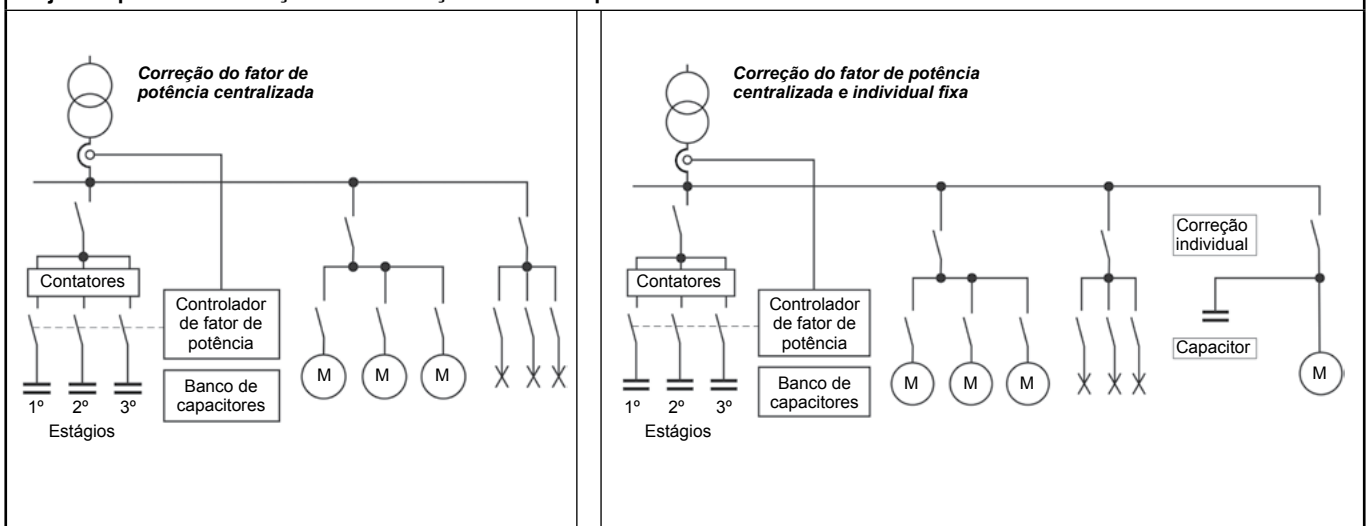 Correção do fator de
potência centralizada
Contatores
Controlador
de fator de
potência
Banco de
capacitores
1º 2º 3º
Estágios
M M M
Correção do fator de potência
centralizada e individual fixa
Correção
individual
Contatores
Controlador
de fator de
potência
Capacitor
Banco de
capacitores
1º 2º 3º
Estágios
M M M M